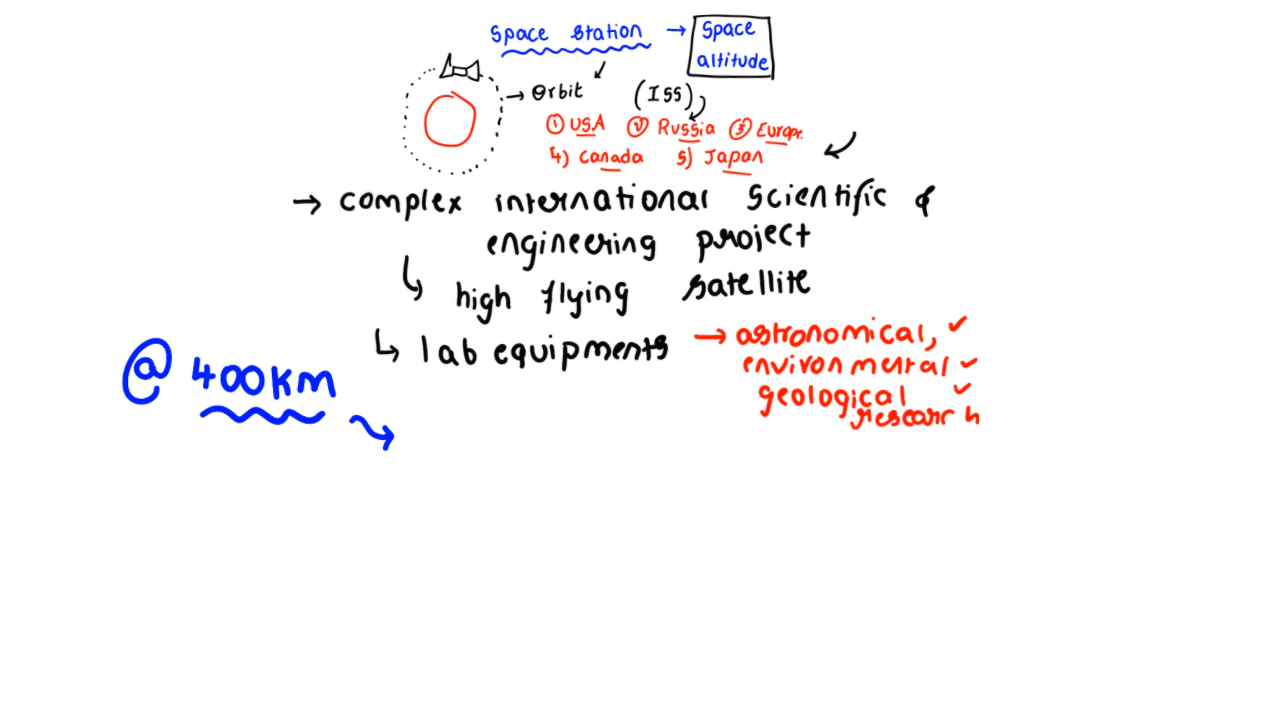 Space Station → Space altitude
→ Orbit (ISS)
① USA ② Russia ③ Europe.
4) Canada 5) Japan
→ complex international scientific &
engineering project
↳ high flying satellite
↳ lab equipments → astronomical, ✓
environmental ✓
geological ✓
research
@ 400km